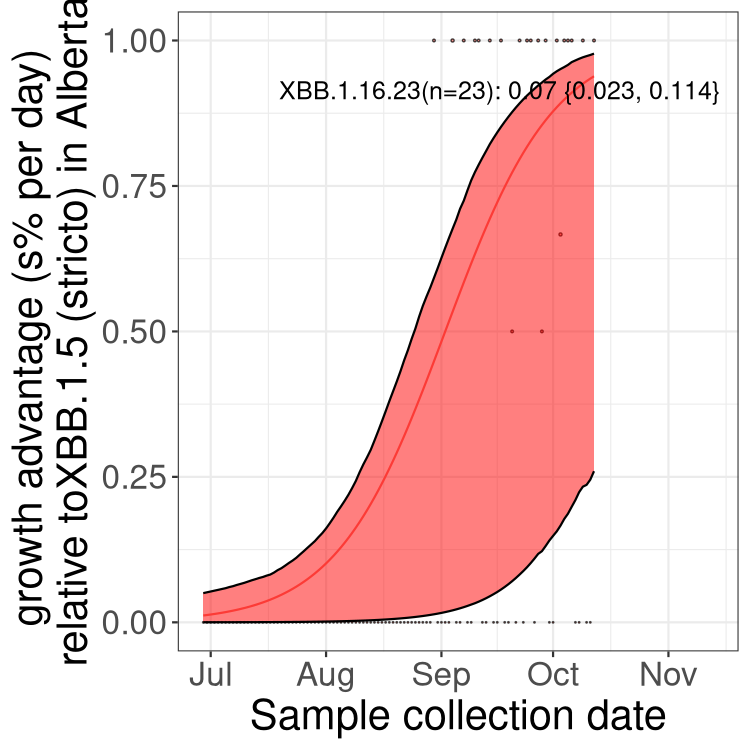 growth advantage (s% per day)
relative toXBB.1.5 (stricto) in Alberta
1.00
0.75
0.50
0.25
0.00
XBB.1.16.23(n=23): 0.07 {0.023, 0.114}
Jul Aug Sep Oct Nov
Sample collection date